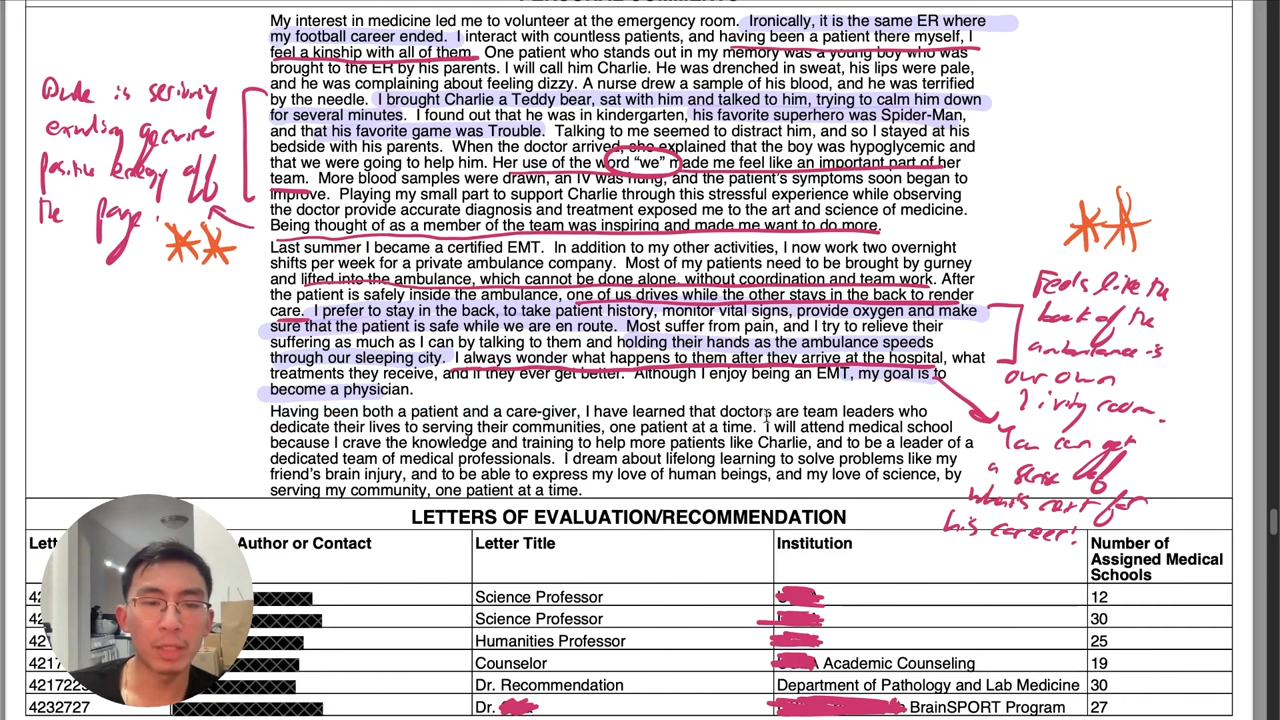 My interest in medicine led me to volunteer at the emergency room. Ironically, it is the same ER where
my football career ended. I interact with countless patients, and having been a patient there myself, I
feel a kinship with all of them. One patient who stands out in my memory was a young boy who was
brought to the ER by his parents. I will call him Charlie. He was drenched in sweat, his lips were pale,
and he was complaining about feeling dizzy. A nurse drew a sample of his blood, and he was terrified
by the needle. I brought Charlie a Teddy bear, sat with him and talked to him, trying to calm him down
for several minutes. I found out that he was in kindergarten, his favorite superhero was Spider-Man,
and that his favorite game was Trouble. Talking to me seemed to distract him, and so I stayed at his
bedside with his parents. When the doctor arrived, she explained that the boy was hypoglycemic and
that we were going to help him. Her use of the word “we” made me feel like an important part of her
team. More blood samples were drawn, an IV was hung, and the patient’s symptoms soon began to
improve. Playing my small part to support Charlie through this stressful experience while observing
the doctor provide accurate diagnosis and treatment exposed me to the art and science of medicine.
Being thought of as a member of the team was inspiring and made me want to do more.
Dude is seriously
exuding genuine
positive energy off
the page.
Last summer I became a certified EMT. In addition to my other activities, I now work two overnight
shifts per week for a private ambulance company. Most of my patients need to be brought by gurney
and lifted into the ambulance, which cannot be done alone, without coordination and team work. After
the patient is safely inside the ambulance, one of us drives while the other stays in the back to render
care. I prefer to stay in the back, to take patient history, monitor vital signs, provide oxygen and make
sure that the patient is safe while we are en route. Most suffer from pain, and I try to relieve their
suffering as much as I can by talking to them and holding their hands as the ambulance speeds
through our sleeping city. I always wonder what happens to them after they arrive at the hospital, what
treatments they receive, and if they ever get better. Although I enjoy being an EMT, my goal is to
become a physician.
Feels like the
back of the
ambulance is
our own
living room.
You can get
a sense of
what's next for
his career!
Having been both a patient and a care-giver, I have learned that doctors are team leaders who
dedicate their lives to serving their communities, one patient at a time. I will attend medical school
because I crave the knowledge and training to help more patients like Charlie, and to be a leader of a
dedicated team of medical professionals. I dream about lifelong learning to solve problems like my
friend’s brain injury, and to be able to express my love of human beings, and my love of science, by
serving my community, one patient at a time.
LETTERS OF EVALUATION/RECOMMENDATION
Author or Contact Letter Title Institution Number of
Assigned Medical
Schools
Science Professor 12
Science Professor 30
Humanities Professor 25
Counselor Academic Counseling 19
Dr. Recommendation Department of Pathology and Lab Medicine 30
4232727 Dr. BrainSPORT Program 27